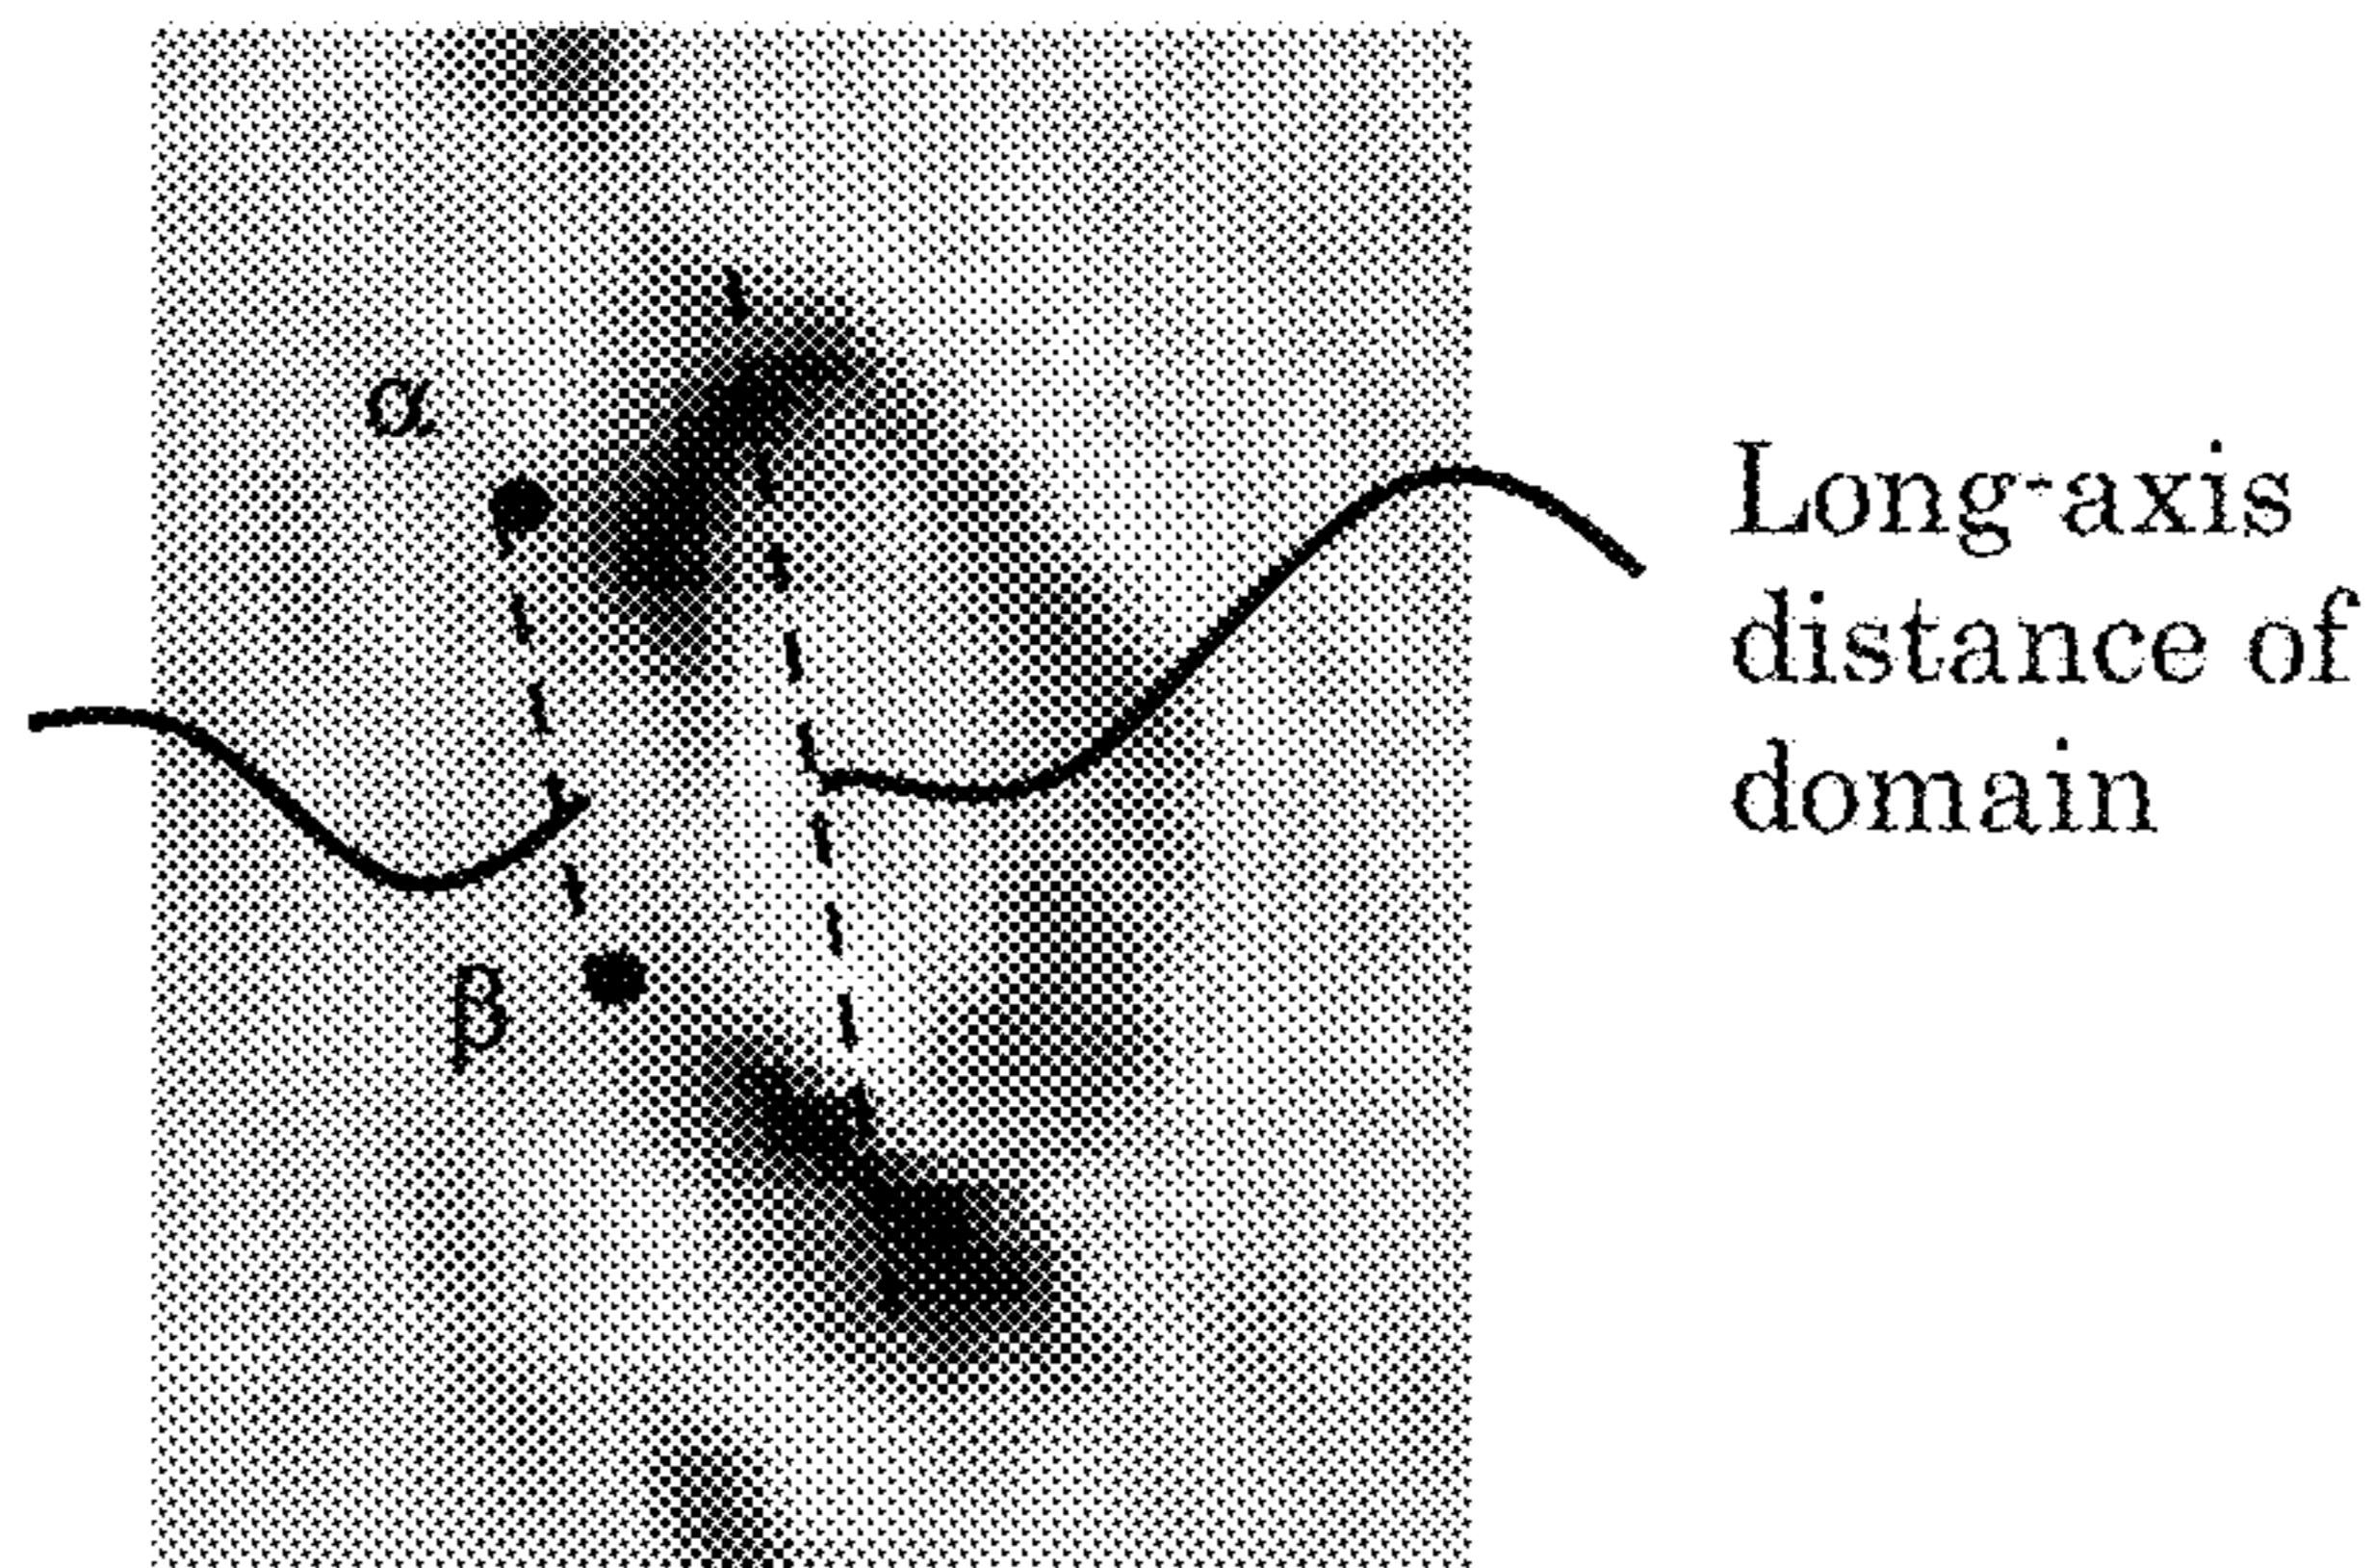 α
β
Long-axis
distance of
domain